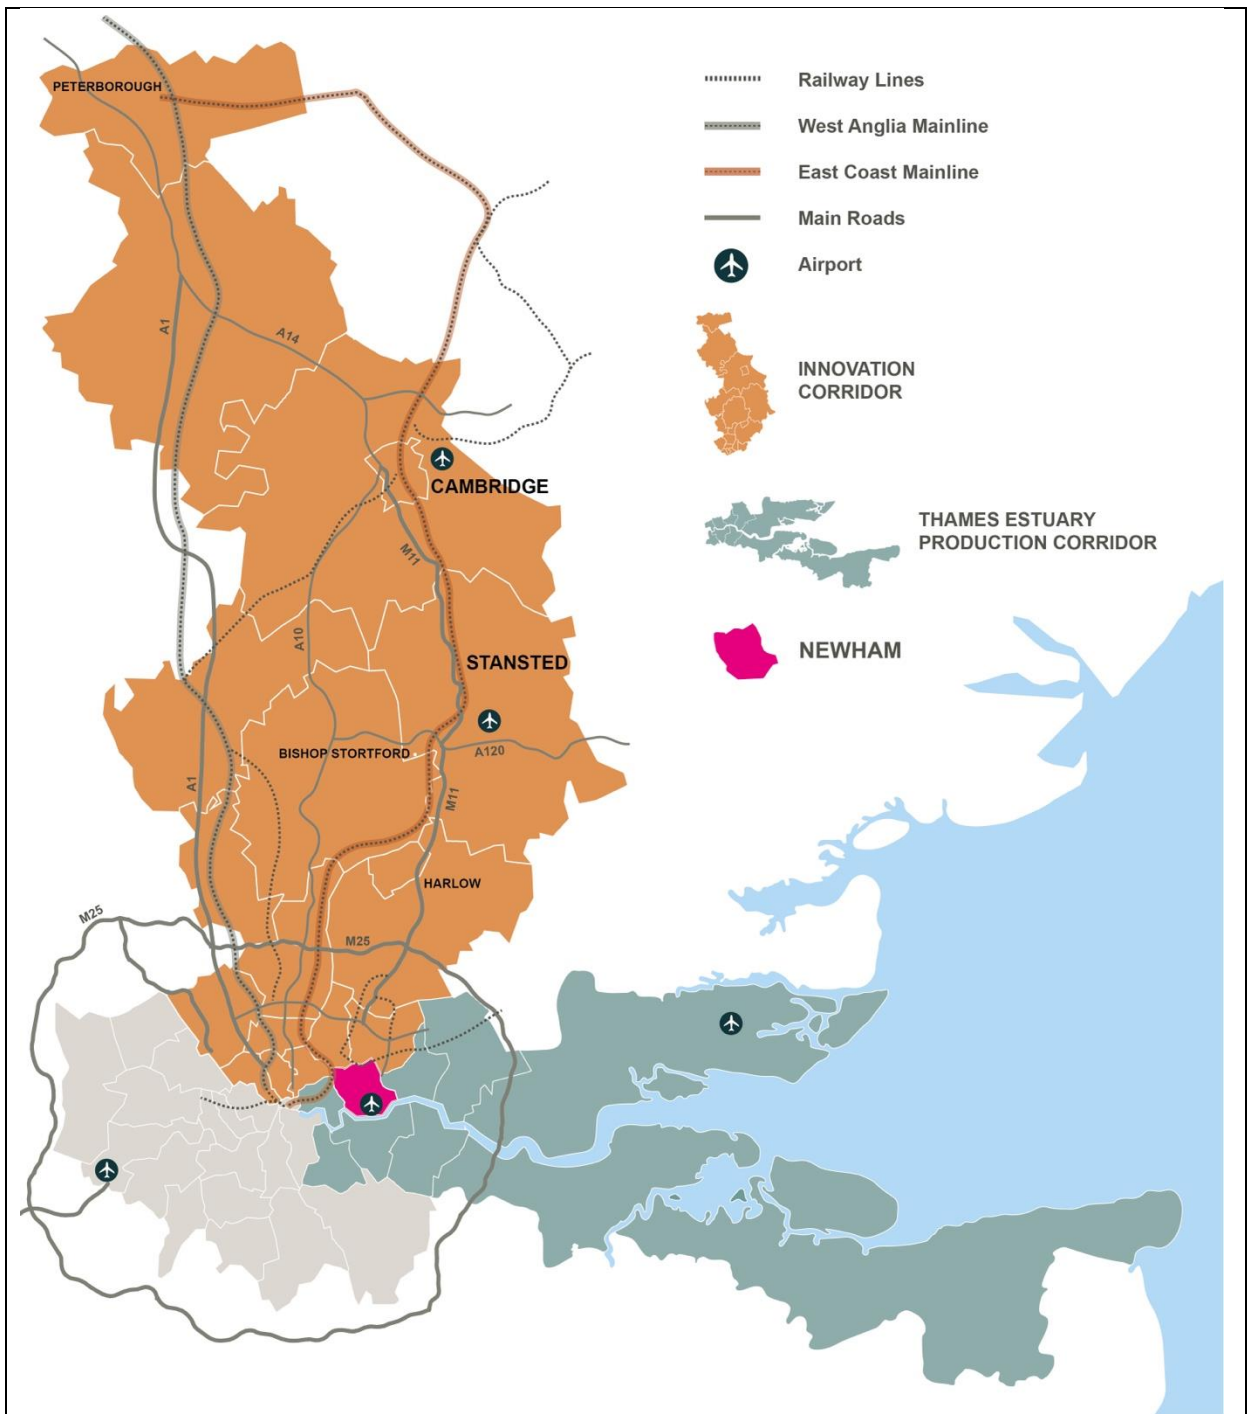 PETERBOROUGH
Railway Lines
West Anglia Mainline
East Coast Mainline
Main Roads
Airport
A1
A14
INNOVATION
CORRIDOR
CAMBRIDGE
THAMES ESTUARY
PRODUCTION CORRIDOR
M11
A10
NEWHAM
STANSTED
BISHOP STORTFORD
A120
A1
M11
HARLOW
M25
M25